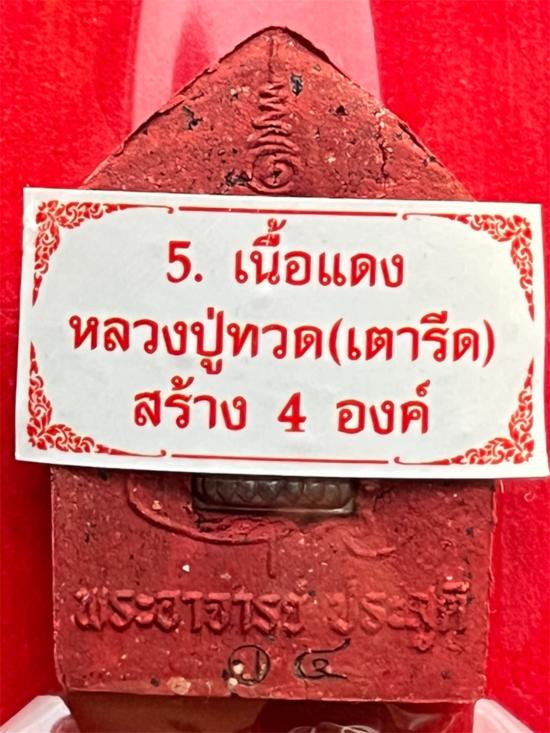 5. เนื้อแดง
หลวงปู่ทวด(เตารีด)
สร้าง 4 องค์
พระอาจารย์ ประสูติ
๑ ๔